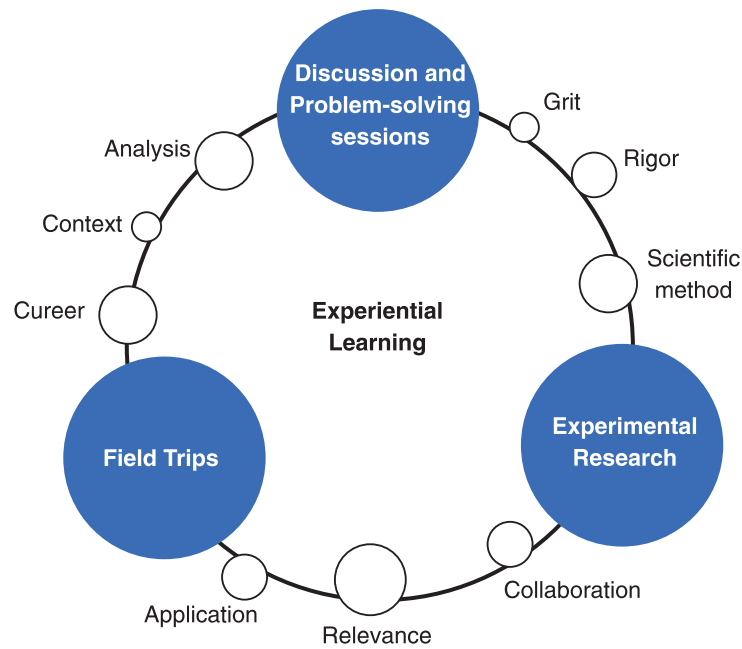 Discussion and
Problem-solving
sessions
Grit
Rigor
Scientific
method
Experimental
Research
Collaboration
Relevance
Application
Field Trips
Cureer
Context
Analysis
Experiential
Learning